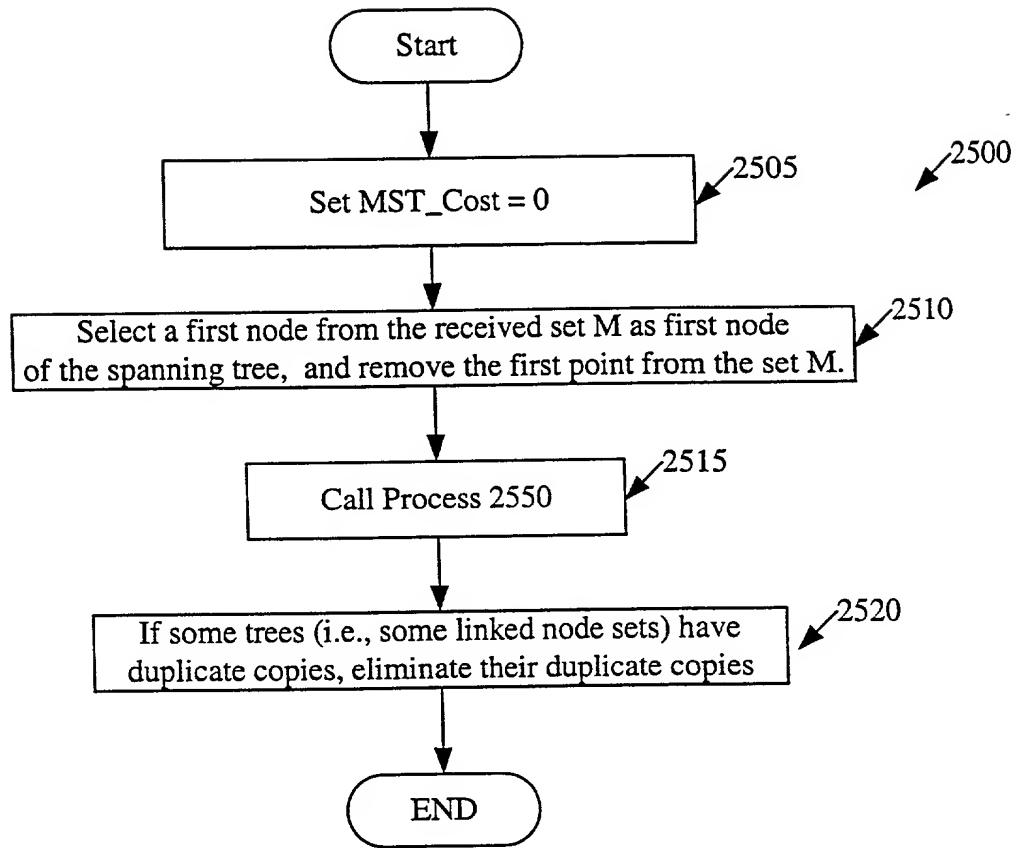 Start
2500
2505
Set MST_Cost = 0
2510
Select a first node from the received set M as first node
of the spanning tree, and remove the first point from the set M.
2515
Call Process 2550
2520
If some trees (i.e., some linked node sets) have
duplicate copies, eliminate their duplicate copies
END